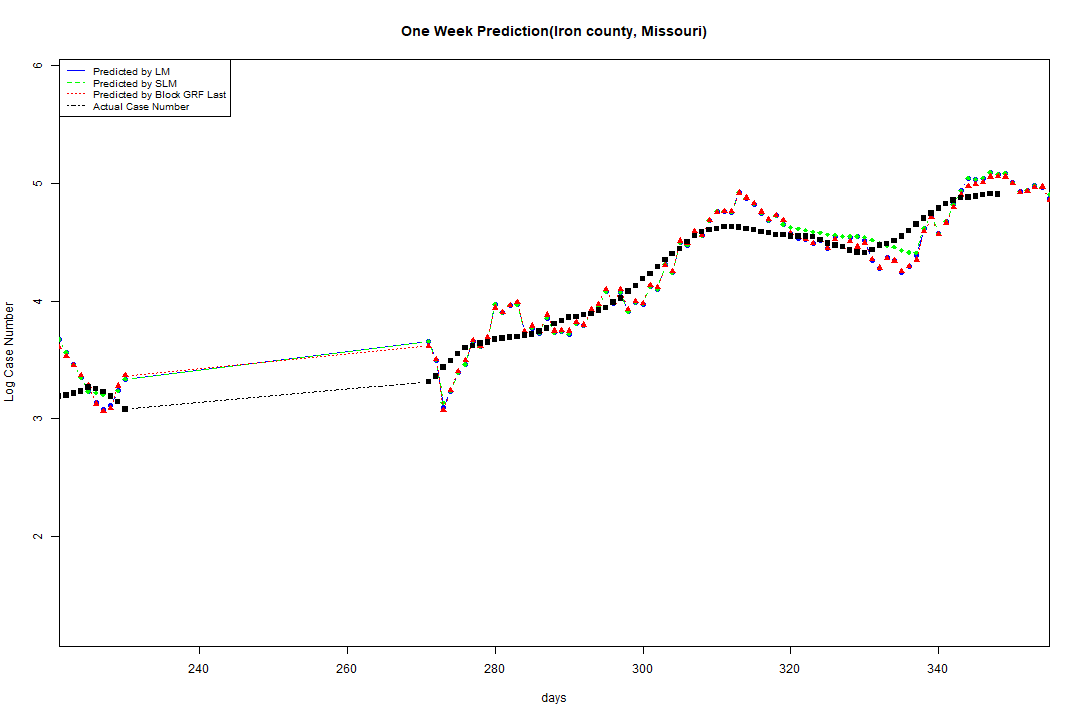 One Week Prediction(Iron county, Missouri)
Predicted by LM
Predicted by SLM
Predicted by Block GRF Last
Actual Case Number
6
5
4
3
2
Log Case Number
240 260 280 300 320 340
days